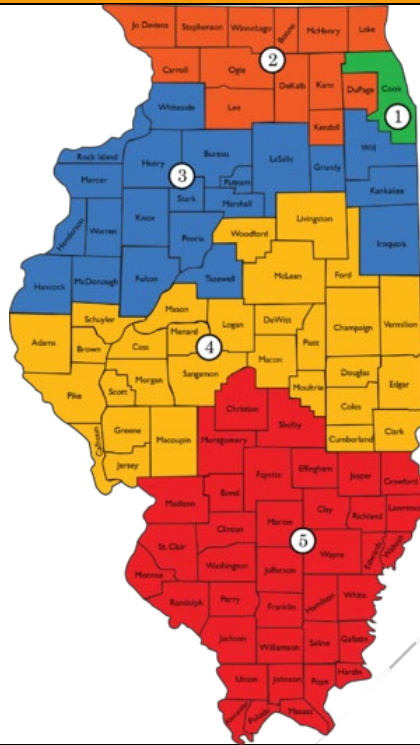 Jo Daviess Stephenson Winnebago Boone McHenry Lake
Carroll Ogle 2
DeKalb Kane DuPage Cook
Lee 1
Whiteside Kendall
3 Bureau LaSalle Will
Rock Island Henry Grundy
Mercer Putnam
Stark Kankakee
Henderson Warren Knox Marshall
Peoria Livingston
Woodford Iroquois
Hancock McDonough Fulton Tazewell McLean Ford
Mason
Schuyler Logan DeWitt Champaign Vermilion
Adams Menard
Brown Cass 4 Piatt
Macon
Pike Scott Morgan Sangamon Douglas Edgar
Moultrie
Christian Coles
Calhoun Greene Macoupin Montgomery Shelby Cumberland Clark
Jersey
Fayette Effingham Jasper Crawford
Madison Bond
Clay Richland Lawrence
Clinton Marion
St. Clair 5 Wayne Edwards Wabash
Washington
Monroe Jefferson
Randolph Perry Franklin Hamilton White
Jackson Williamson Saline Gallatin
Union Johnson Pope Hardin
Alexander Pulaski Massac